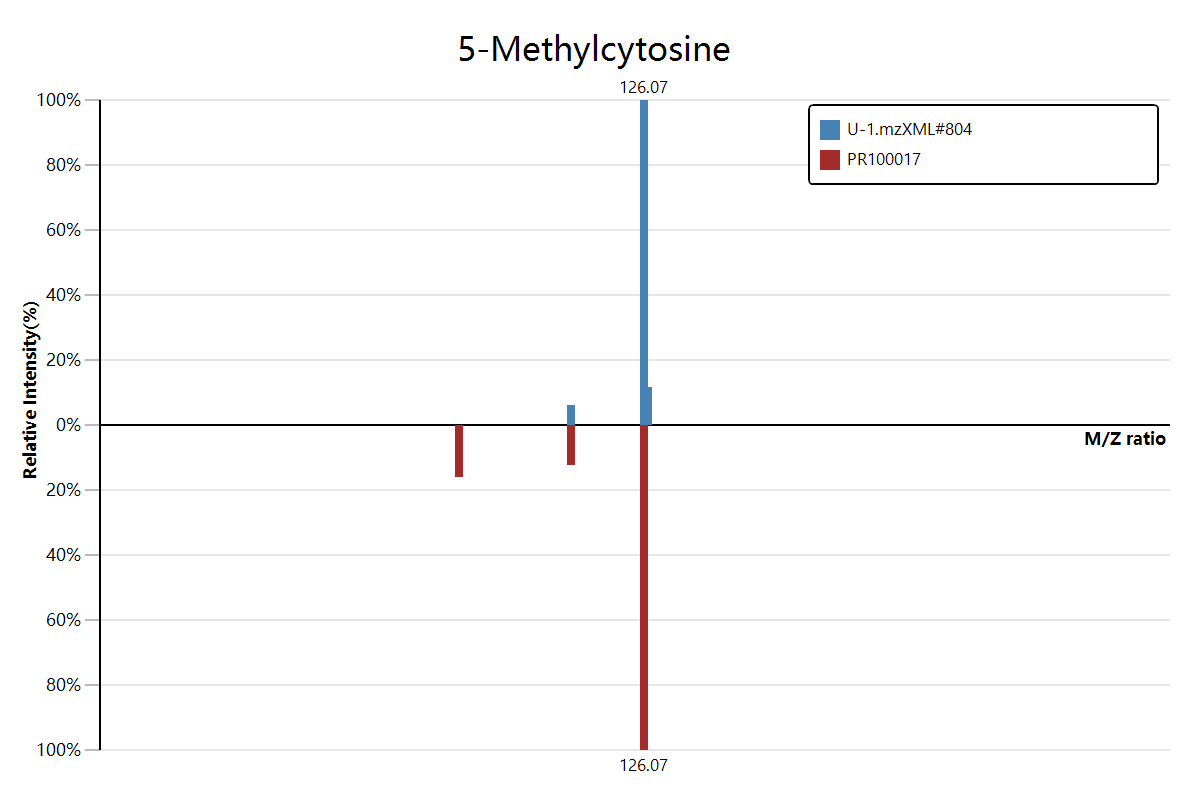 5-Methylcytosine
126.07
100%
80%
60%
40%
20%
0%
20%
40%
60%
80%
100%
Relative Intensity(%)
U-1.mzXML#804
PR100017
M/Z ratio
126.07